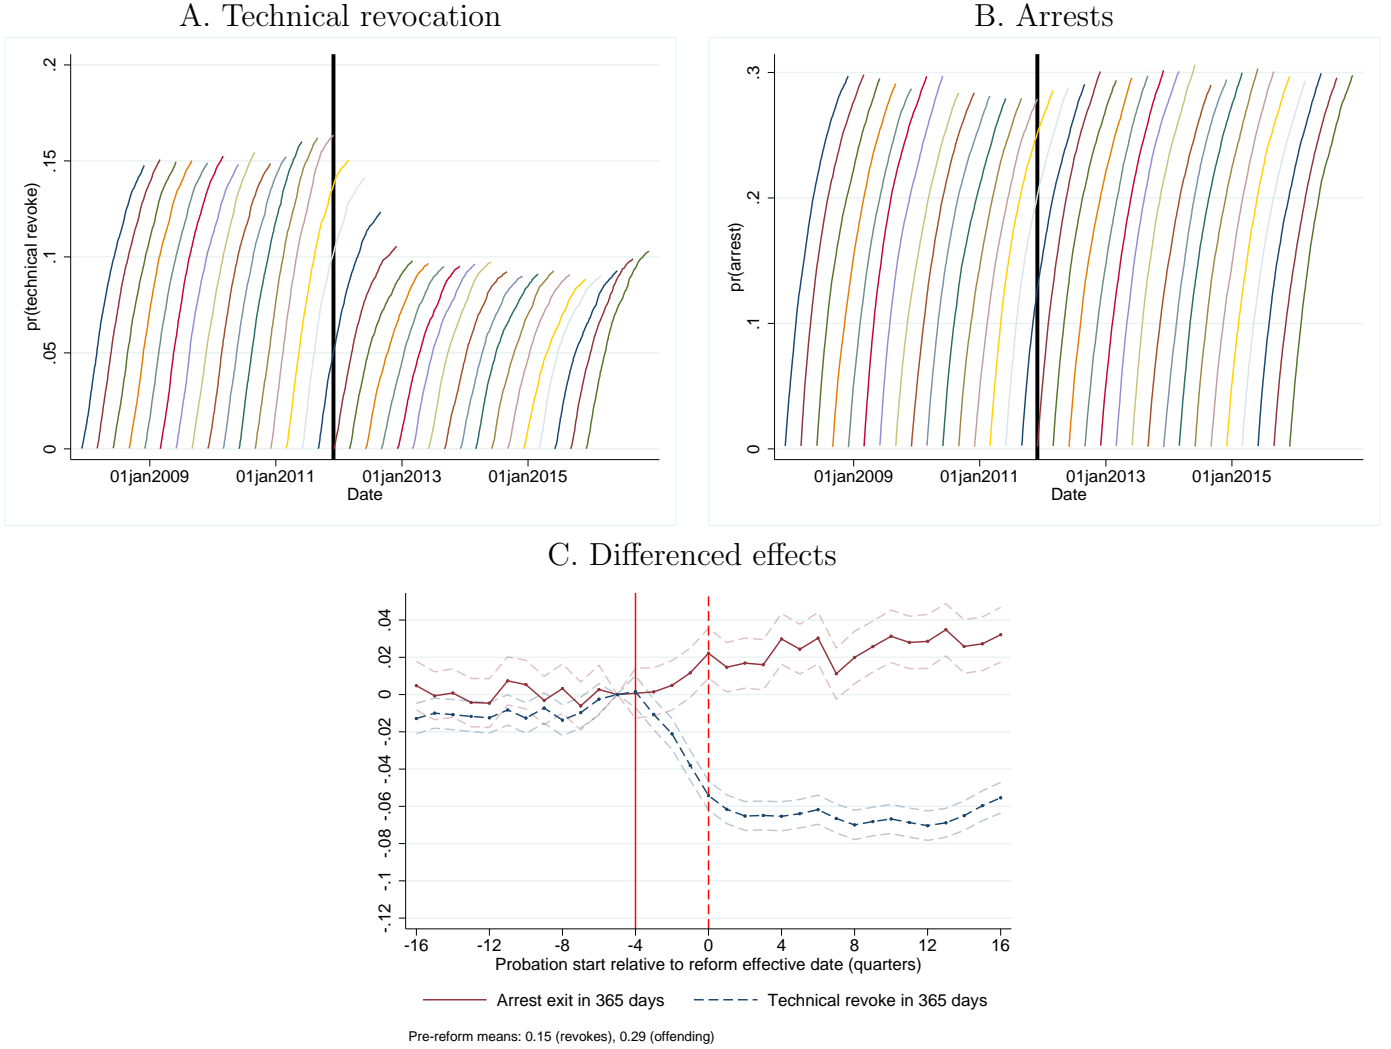 A. Technical revocation
pr(technical revoke)
.2
.15
.1
.05
0
01jan2009 01jan2011 01jan2013 01jan2015
Date
B. Arrests
pr(arrest)
.3
.2
.1
0
01jan2009 01jan2011 01jan2013 01jan2015
Date
C. Differenced effects
.04
.02
0
-.02
-.04
-.06
-.08
-.1
-.12
-16 -12 -8 -4 0 4 8 12 16
Probation start relative to reform effective date (quarters)
Arrest exit in 365 days Technical revoke in 365 days
Pre-reform means: 0.15 (revokes), 0.29 (offending)